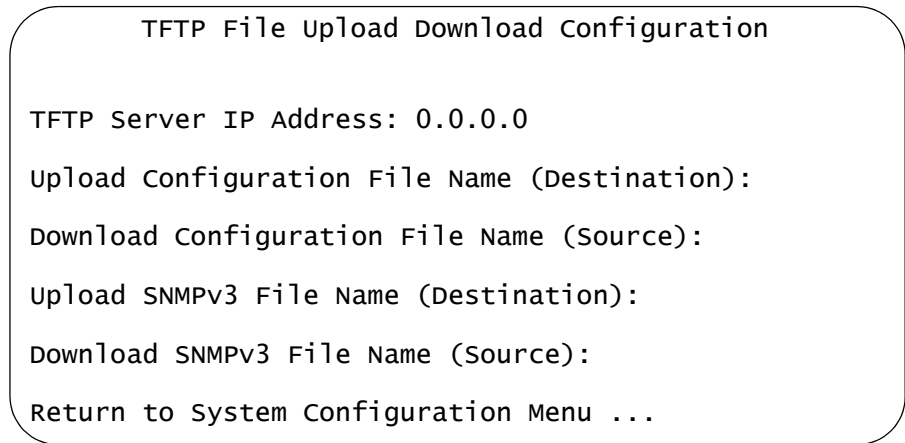 TFTP File Upload Download Configuration
TFTP Server IP Address: 0.0.0.0
Upload Configuration File Name (Destination):
Download Configuration File Name (Source):
Upload SNMPv3 File Name (Destination):
Download SNMPv3 File Name (Source):
Return to System Configuration Menu ...